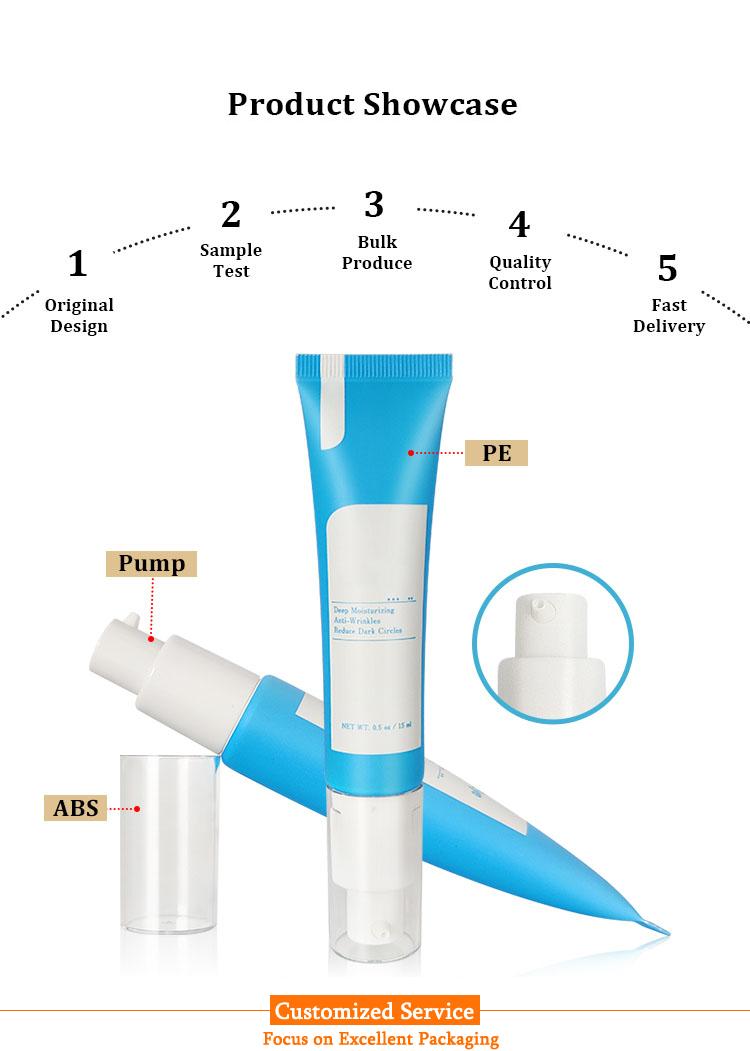 Product Showcase
1
Original
Design
2
Sample
Test
3
Bulk
Produce
4
Quality
Control
5
Fast
Delivery
PE
Pump
Deep Moisturizing
Anti-Wrinkles
Reduce Dark Circles
NET WT. 0.5 oz / 15 ml
ABS
Customized Service
Focus on Excellent Packaging